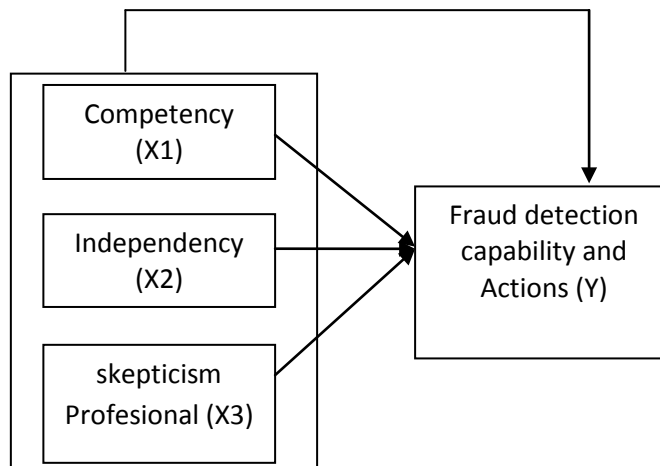 Competency
(X1)
Independency
(X2)
skepticism
Profesional (X3)
Fraud detection
capability and
Actions (Y)